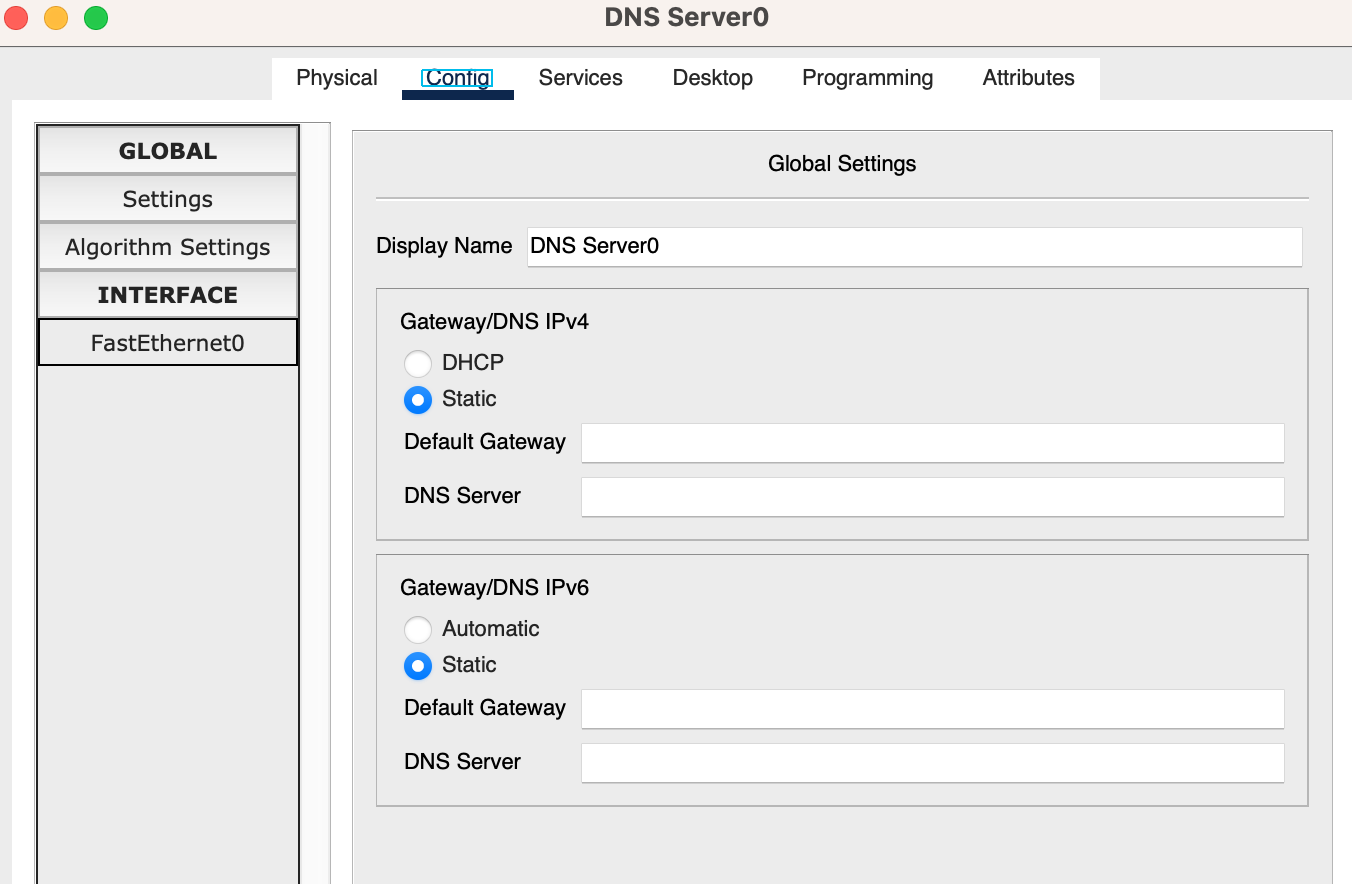 DNS Server0
Physical Config Services Desktop Programming Attributes
GLOBAL
Settings
Algorithm Settings
INTERFACE
FastEthernet0
Global Settings
Display Name DNS Server0
Gateway/DNS IPv4
DHCP
Static
Default Gateway
DNS Server
Gateway/DNS IPv6
Automatic
Static
Default Gateway
DNS Server